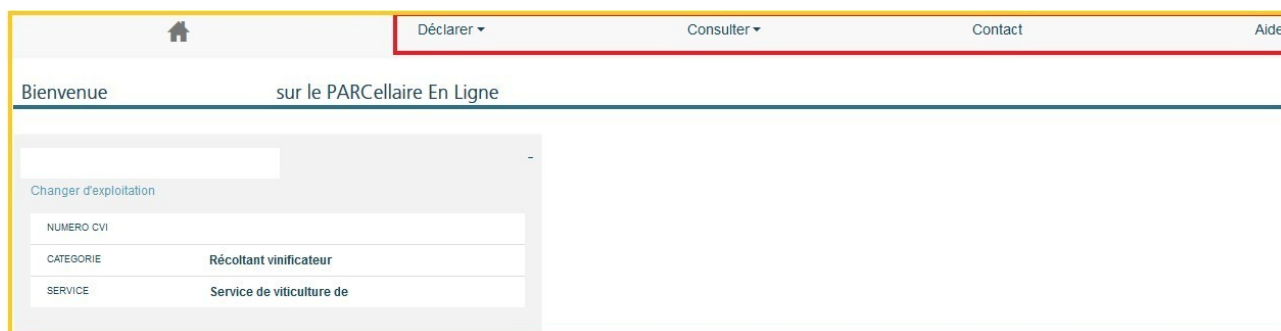 Déclarer Consulter Contact Aide
Bienvenue sur le PARCellaire En Ligne
-
Changer d'exploitation
NUMERO CVI
CATEGORIE Récoltant vinificateur
SERVICE Service de viticulture de